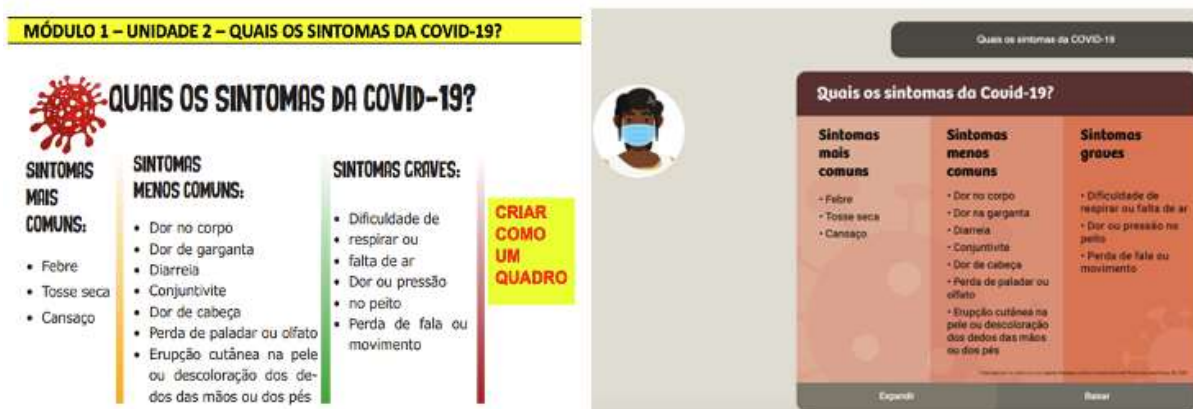 MÓDULO 1 – UNIDADE 2 – QUAIS OS SINTOMAS DA COVID-19?
QUAIS OS SINTOMAS DA COVID-19?
SINTOMAS
MAIS
COMUNS:
• Febre
• Tosse seca
• Cansaço
SINTOMAS
MENOS COMUNS:
• Dor no corpo
• Dor de garganta
• Diarreia
• Conjuntivite
• Dor de cabeça
• Perda de paladar ou olfato
• Erupção cutânea na pele
ou descoloração dos de-
dos das mãos ou dos pés
SINTOMAS GRAVES:
• Dificuldade de
• respirar ou
• falta de ar
• Dor ou pressão
• no peito
• Perda de fala ou
movimento
CRIAR
COMO
UM
QUADRO
Quais os sintomas da COVID-19
Quais os sintomas da Covid-19?
Sintomas
mais
comuns
• Febre
• Tosse seca
• Cansaço
Sintomas
menos
comuns
• Dor no corpo
• Dor na garganta
• Diarreia
• Conjuntivite
• Dor de cabeça
• Perda de paladar ou
olfato
• Erupção cutânea na
pele ou descoloração
dos dedos das mãos
ou dos pés
Sintomas
graves
• Dificuldade de
respirar ou falta de ar
• Dor ou pressão no
peito
• Perda de fala ou
movimento
Expandir
Baixar